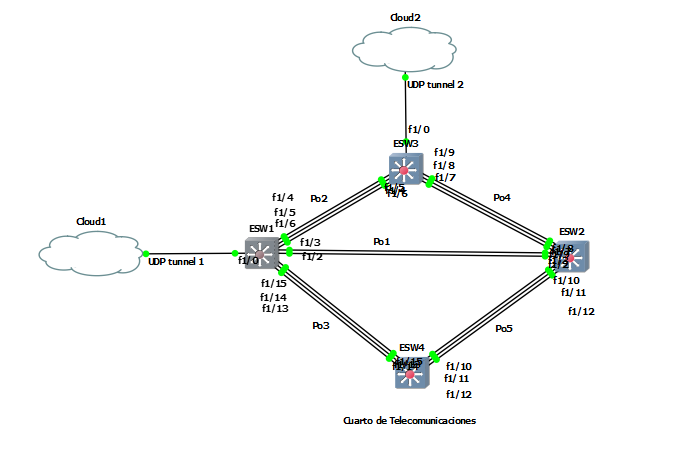 Cloud2
UDP tunnel 2
f1/0
ESW3
f1/9
f1/8
f1/7
f1/5
f1/6
f1/4
f1/5
f1/6
Po2
Po4
Cloud1
UDP tunnel 1
ESW1
f1/0
f1/3
f1/2
Po1
ESW2
f1/2
f1/10
f1/11
f1/12
f1/15
f1/14
f1/13
Po3
Po5
ESW4
f1/15
f1/10
f1/11
f1/12
Cuarto de Telecomunicaciones